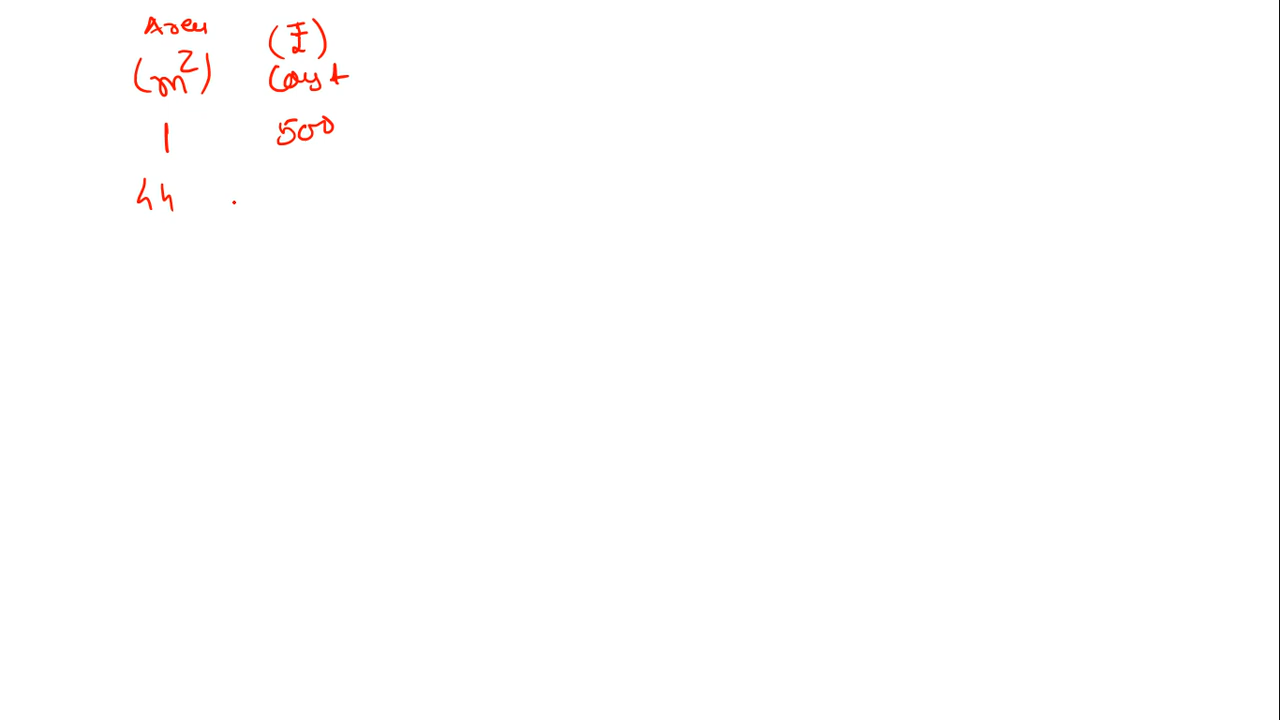 Area (₹)
(m²) Cost
1 500
44 .